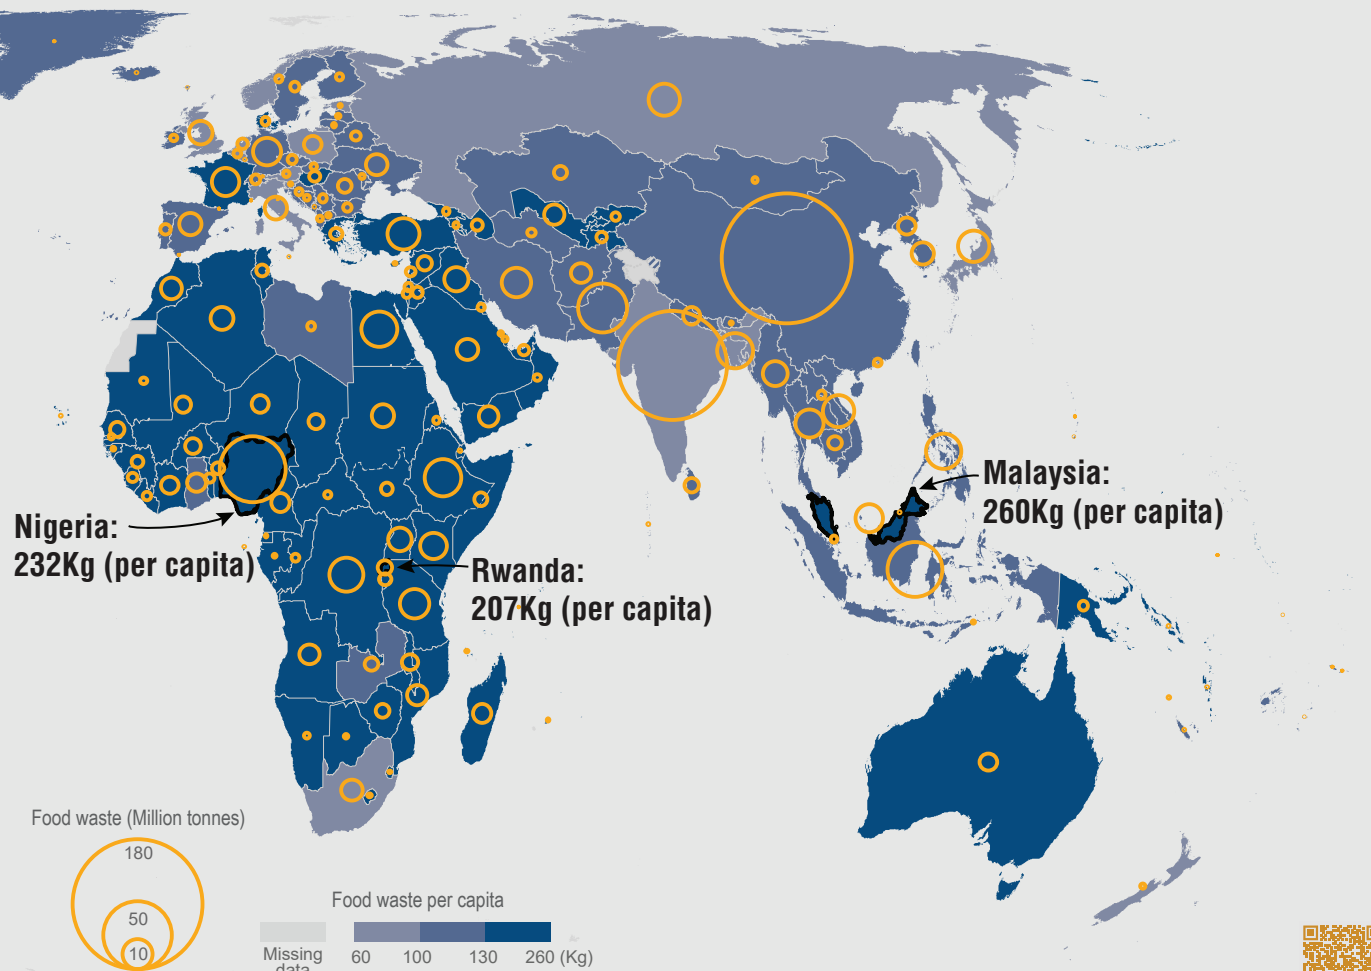 Malaysia:
260Kg (per capita)
Nigeria:
232Kg (per capita)
Rwanda:
207Kg (per capita)
Food waste (Million tonnes)
180
50
10
Food waste per capita
Missing
data
60 100 130 260 (Kg)